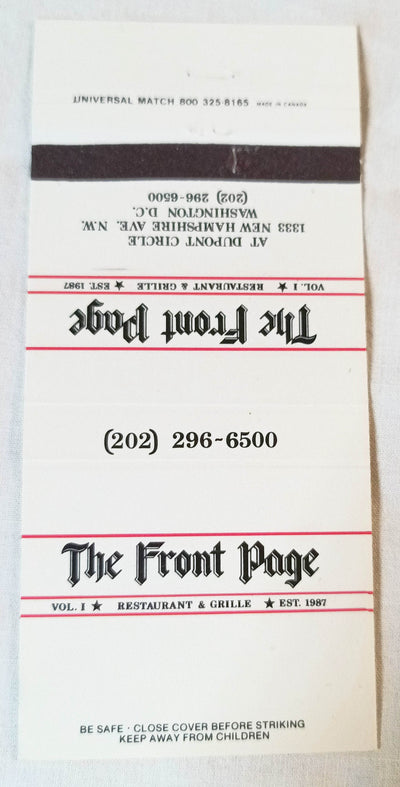 UNIVERSAL MATCH 800 325-8165 MADE IN CANADA
The Front Page
VOL. I ★ RESTAURANT & GRILLE ★ EST. 1987
AT DUPONT CIRCLE
1333 NEW HAMPSHIRE AVE. N.W.
WASHINGTON D.C.
(202) 296-6500
(202) 296-6500
The Front Page
VOL. I ★ RESTAURANT & GRILLE ★ EST. 1987
BE SAFE · CLOSE COVER BEFORE STRIKING
KEEP AWAY FROM CHILDREN